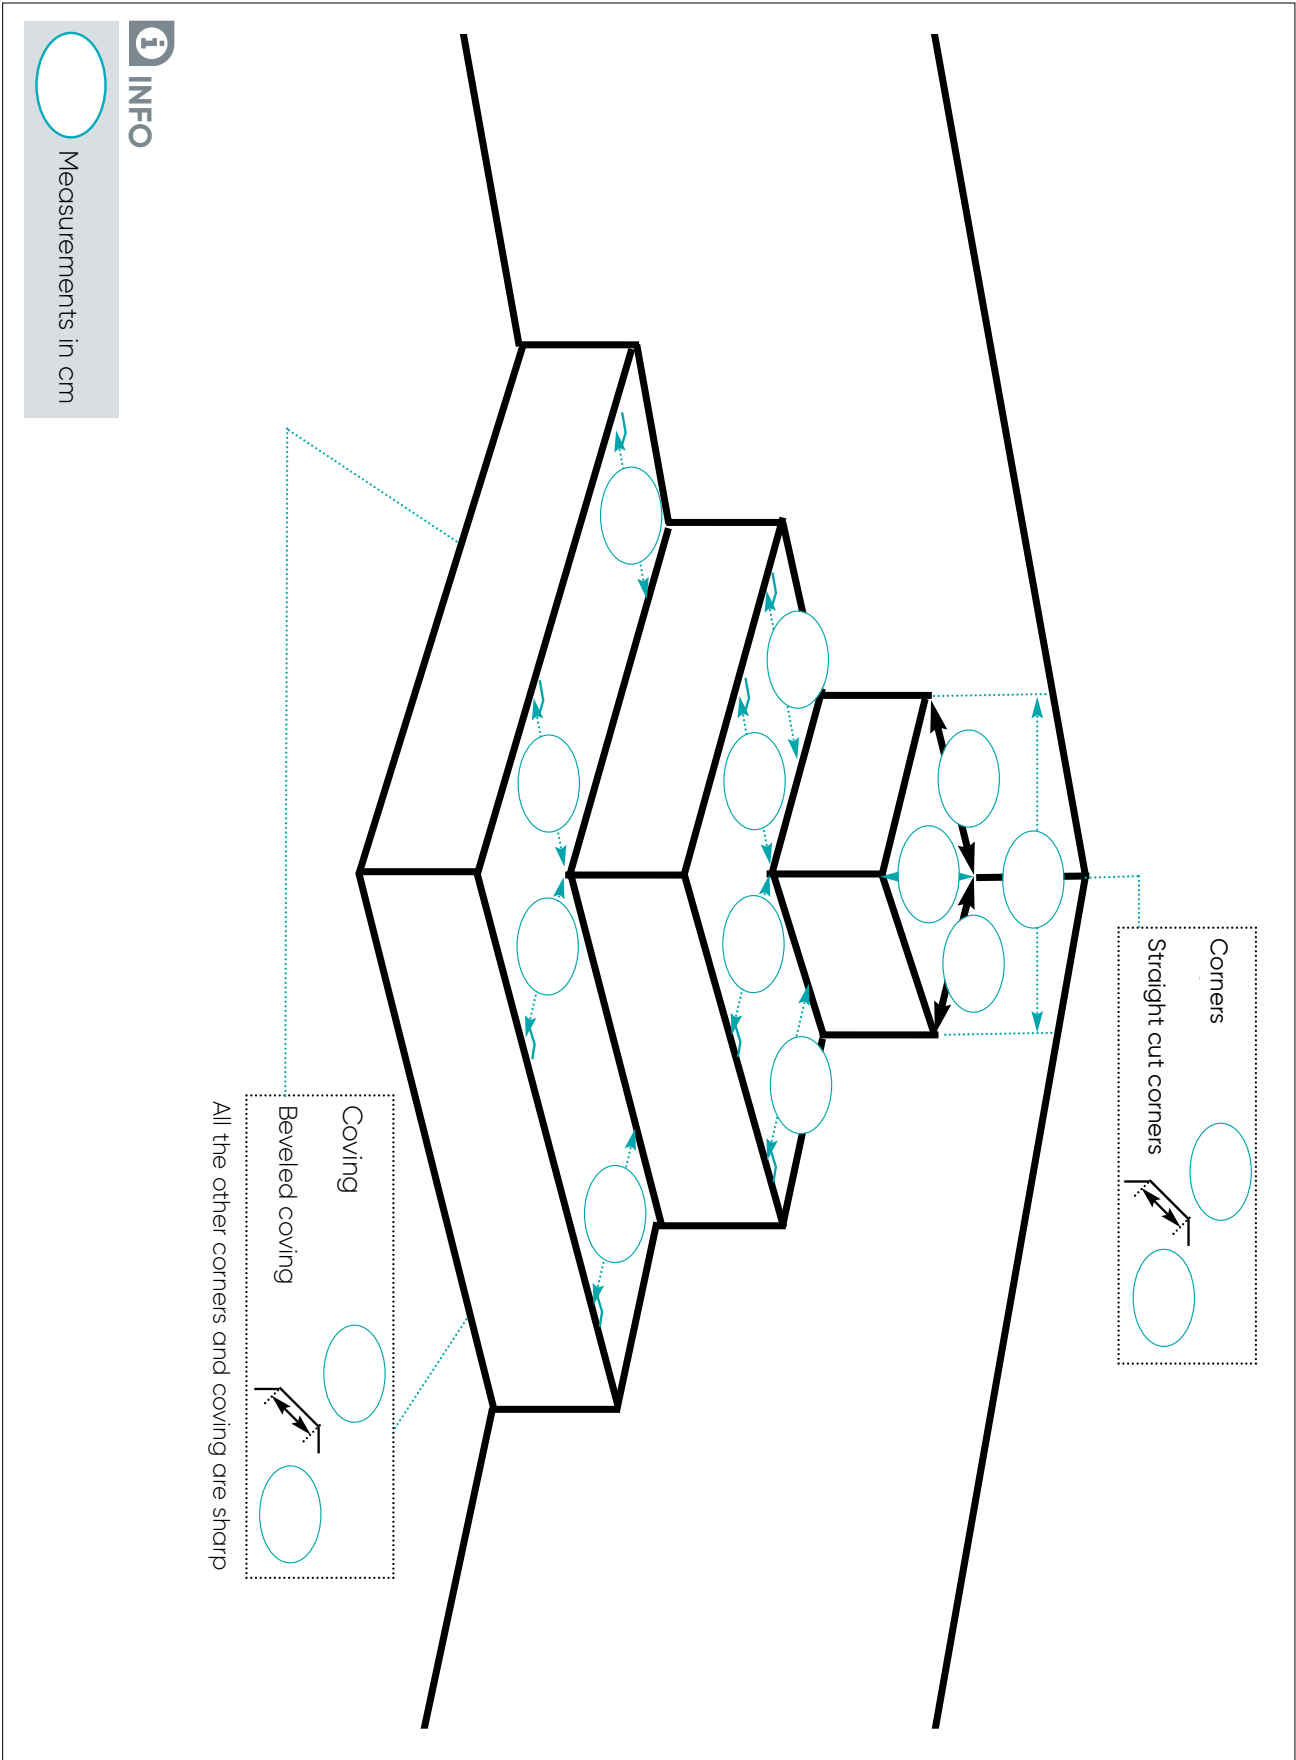 Corners
Straight cut corners
Coving
Beveled coving
All the other corners and coving are sharp
i INFO
Measurements in cm